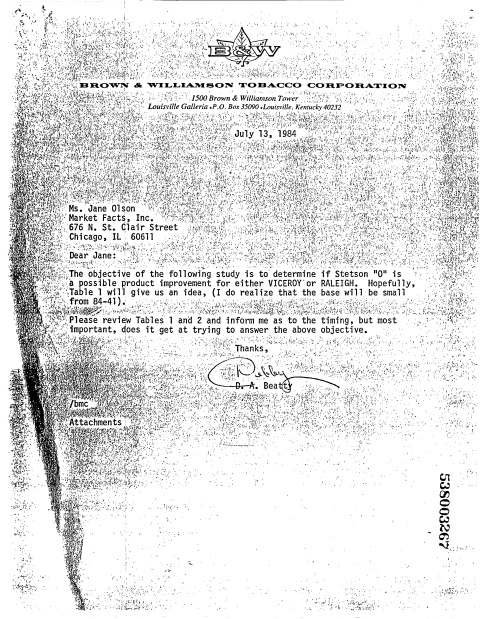 B&W
BROWN & WILLIAMSON TOBACCO CORPORATION
1500 Brown & Williamson Tower
Louisville Galleria • P.O. Box 35090 • Louisville, Kentucky 40232
July 13, 1984
Ms. Jane Olson
Market Facts, Inc.
676 N. St. Clair Street
Chicago, IL 60611
Dear Jane:
The objective of the following study is to determine if Stetson "O" is
a possible product improvement for either VICEROY or RALEIGH. Hopefully,
Table 1 will give us an idea, (I do realize that the base will be small
from 84-41).
Please review Tables 1 and 2 and inform me as to the timing, but most
important, does it get at trying to answer the above objective.
Thanks,
Debby
D. A. Beatty
/bmc
Attachments
538003267